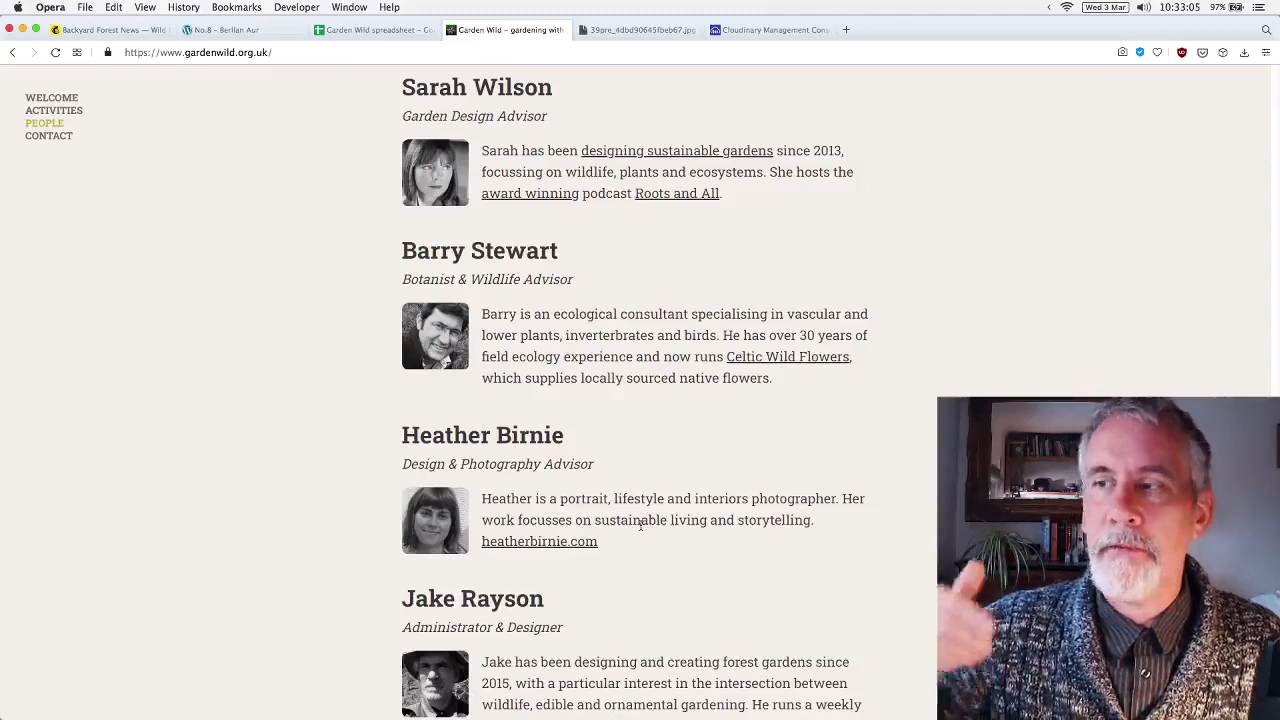 Opera File Edit View History Bookmarks Developer Window Help
Wed 3 Mar 10:33:05 97%
Backyard Forest News — Wild
No.8 – Berllan Aur
Garden Wild spreadsheet – Go
Garden Wild – gardening with
39pre_4dbd90645fbeb67.jpg
Cloudinary Management Cons
https://www.gardenwild.org.uk/
WELCOME
ACTIVITIES
PEOPLE
CONTACT
Sarah Wilson
Garden Design Advisor
Sarah has been designing sustainable gardens since 2013,
focussing on wildlife, plants and ecosystems. She hosts the
award winning podcast Roots and All.
Barry Stewart
Botanist & Wildlife Advisor
Barry is an ecological consultant specialising in vascular and
lower plants, inverterbrates and birds. He has over 30 years of
field ecology experience and now runs Celtic Wild Flowers,
which supplies locally sourced native flowers.
Heather Birnie
Design & Photography Advisor
Heather is a portrait, lifestyle and interiors photographer. Her
work focusses on sustainable living and storytelling.
heatherbirnie.com
Jake Rayson
Administrator & Designer
Jake has been designing and creating forest gardens since
2015, with a particular interest in the intersection between
wildlife, edible and ornamental gardening. He runs a weekly